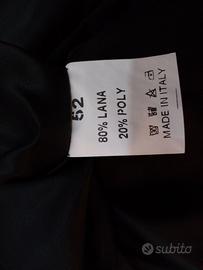 52
80% LANA
20% POLY
MADE IN ITALY
subito